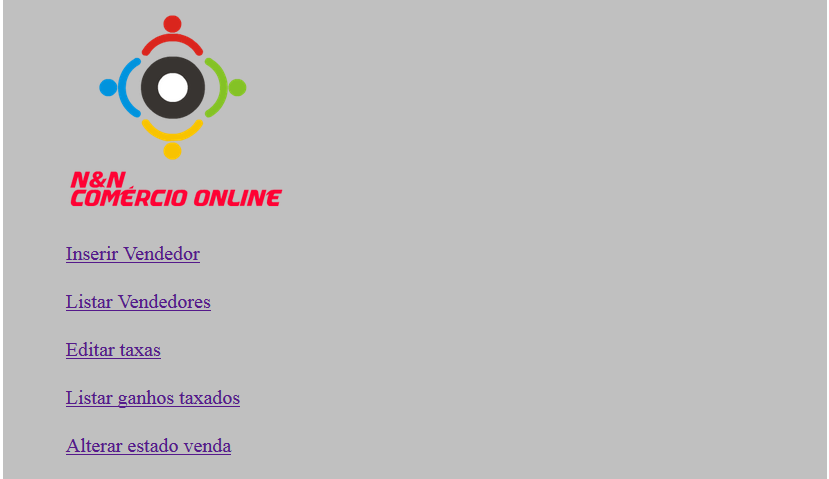 N&N
COMÉRCIO ONLINE
Inserir Vendedor
Listar Vendedores
Editar taxas
Listar ganhos taxados
Alterar estado venda